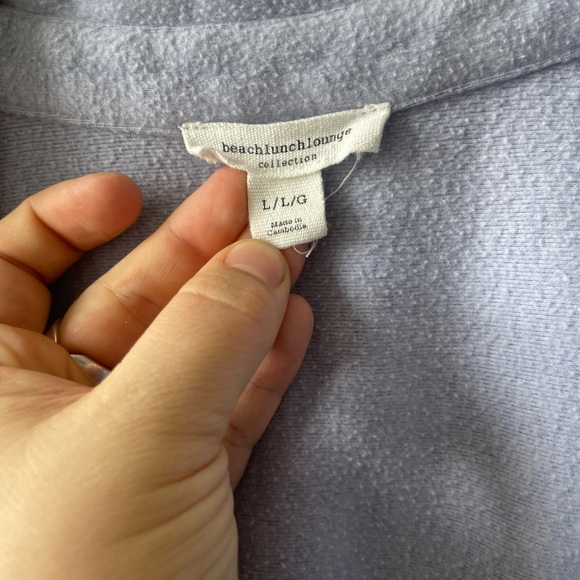 beachlunchlounge
collection
L/L/G
Made in
Cambodia